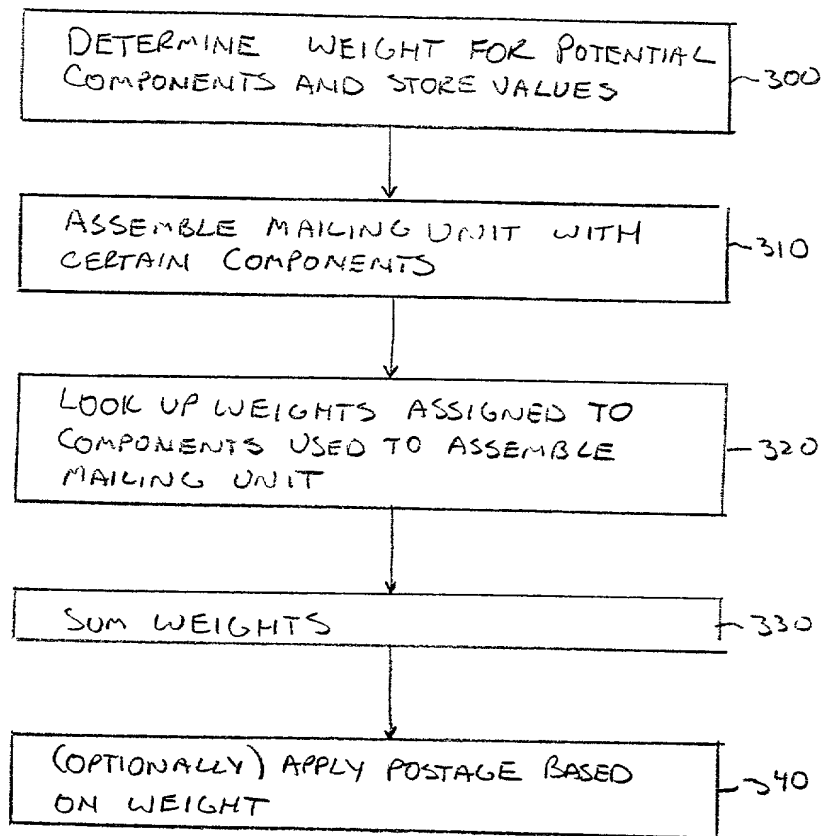 DETERMINE WEIGHT FOR POTENTIAL
COMPONENTS AND STORE VALUES
300
ASSEMBLE MAILING UNIT WITH
CERTAIN COMPONENTS
310
LOOK UP WEIGHTS ASSIGNED TO
COMPONENTS USED TO ASSEMBLE
MAILING UNIT
320
SUM WEIGHTS
330
(OPTIONALLY) APPLY POSTAGE BASED
ON WEIGHT
340